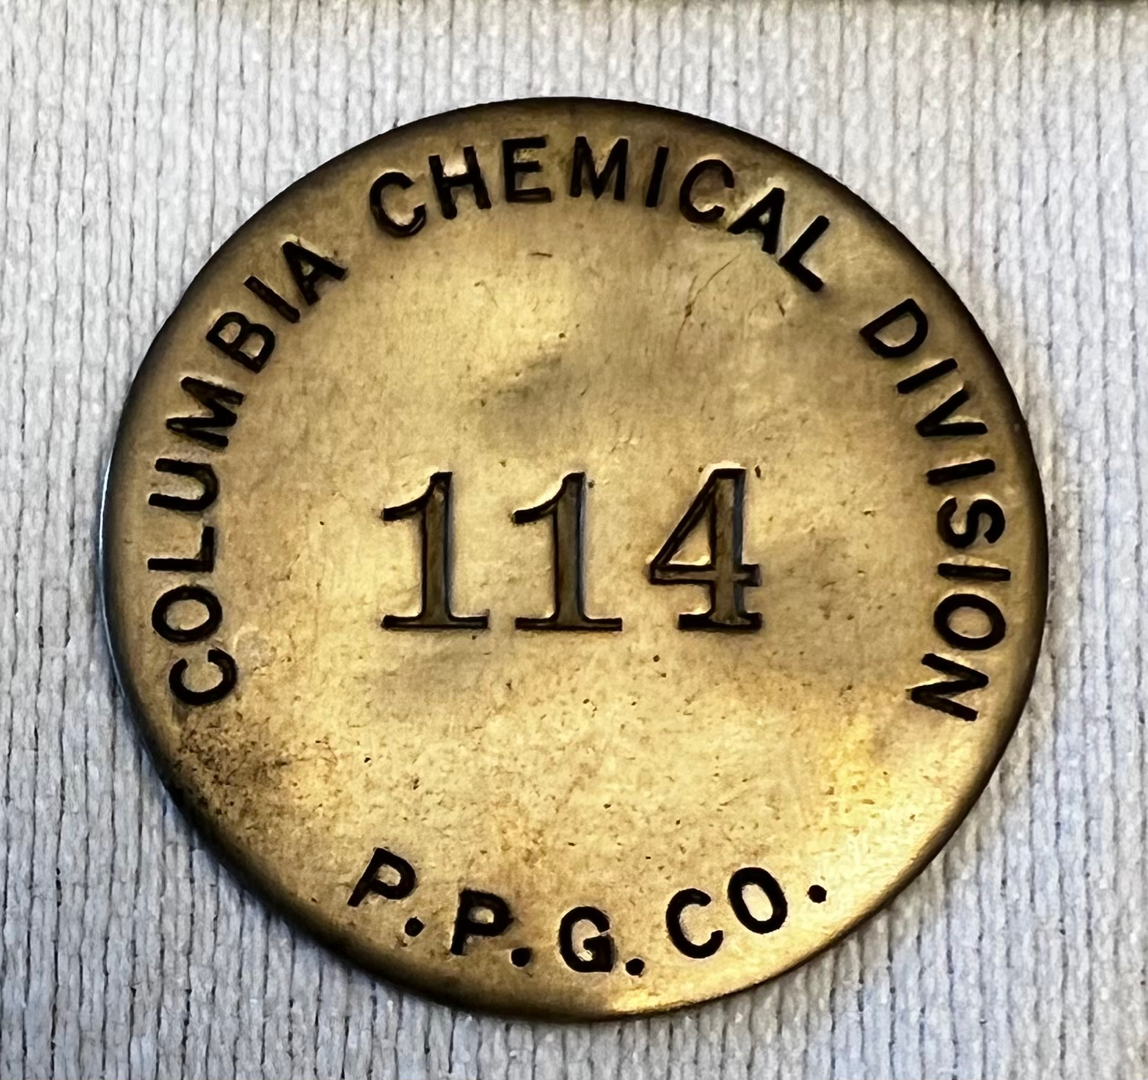 COLUMBIA CHEMICAL DIVISION
114
P.P.G.CO.